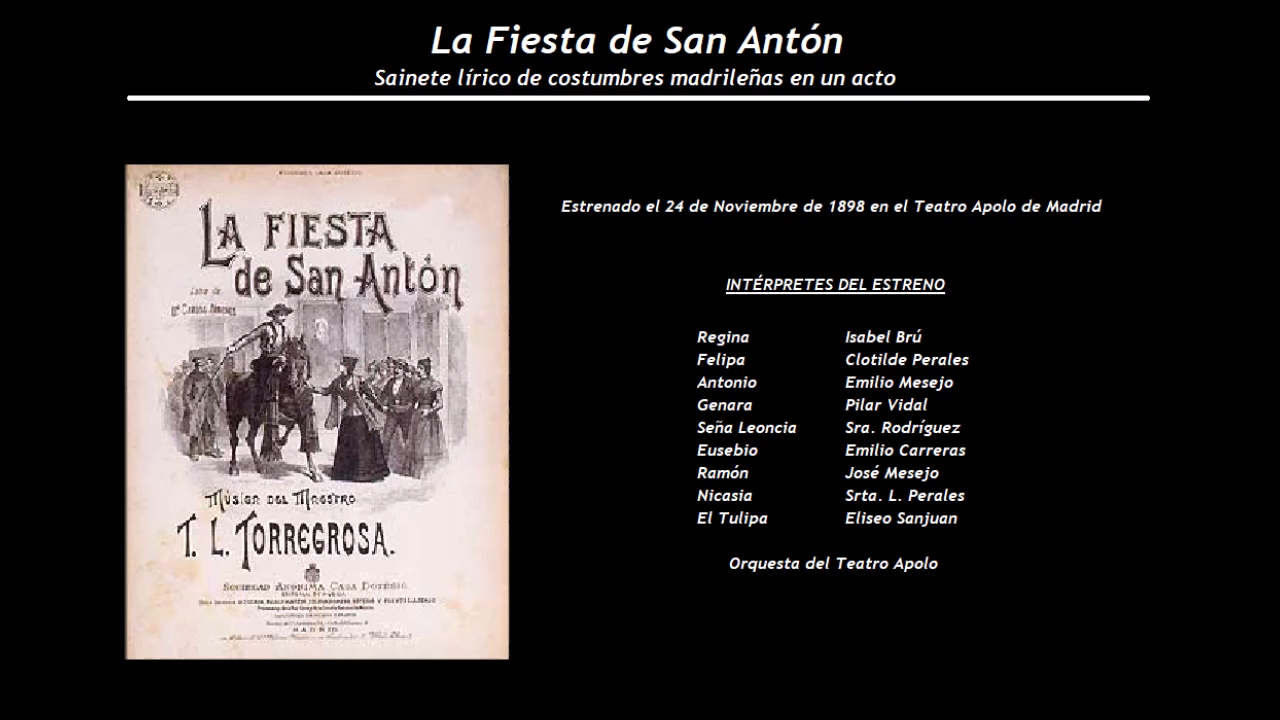 La Fiesta de San Antón
Sainete lírico de costumbres madrileñas en un acto
LA FIESTA
de San Antón
MÚSICA DEL MAESTRO
T. L. TORREGROSA.
SOCIEDAD ANÓNIMA CASA DOTESIO.
MADRID
Estrenado el 24 de Noviembre de 1898 en el Teatro Apolo de Madrid
INTÉRPRETES DEL ESTRENO
Regina Isabel Brú
Felipa Clotilde Perales
Antonio Emilio Mesejo
Genara Pilar Vidal
Seña Leoncia Sra. Rodríguez
Eusebio Emilio Carreras
Ramón José Mesejo
Nicasia Srta. L. Perales
El Tulipa Eliseo Sanjuan
Orquesta del Teatro Apolo